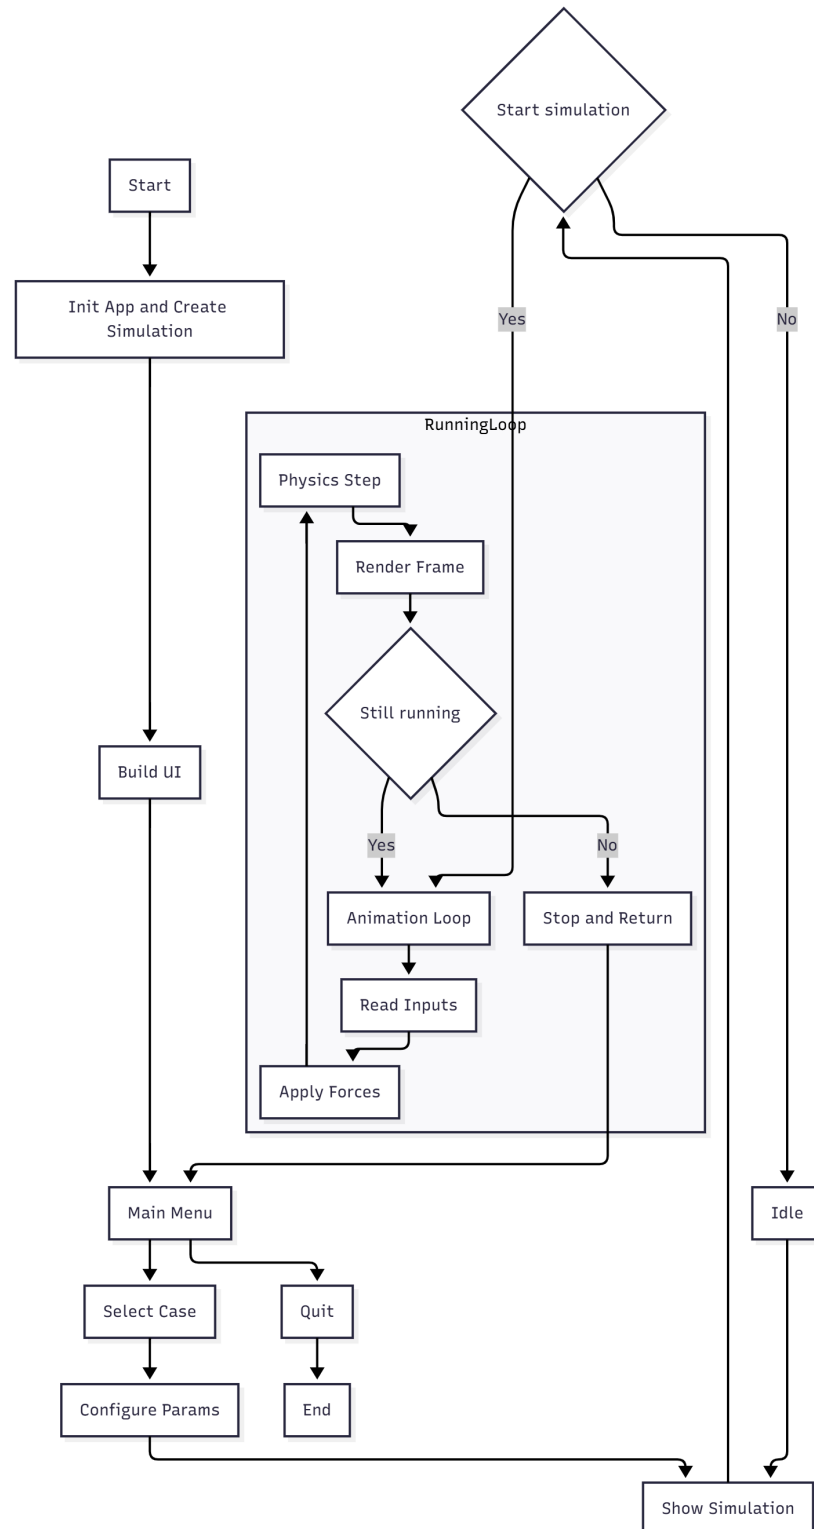 Start simulation
Start
Init App and Create
Simulation
Yes
No
RunningLoop
Physics Step
Render Frame
Still running
Build UI
Yes
No
Animation Loop
Stop and Return
Read Inputs
Apply Forces
Main Menu
Idle
Select Case
Quit
Configure Params
End
Show Simulation